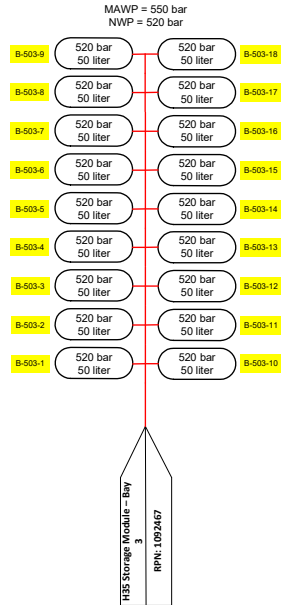 MAWP = 550 bar
NWP = 520 bar
B-503-9
520 bar
50 liter
520 bar
50 liter
B-503-18
B-503-8
520 bar
50 liter
520 bar
50 liter
B-503-17
B-503-7
520 bar
50 liter
520 bar
50 liter
B-503-16
B-503-6
520 bar
50 liter
520 bar
50 liter
B-503-15
B-503-5
520 bar
50 liter
520 bar
50 liter
B-503-14
B-503-4
520 bar
50 liter
520 bar
50 liter
B-503-13
B-503-3
520 bar
50 liter
520 bar
50 liter
B-503-12
B-503-2
520 bar
50 liter
520 bar
50 liter
B-503-11
B-503-1
520 bar
50 liter
520 bar
50 liter
B-503-10
H35 Storage Module – Bay
3
RPN: 1092467